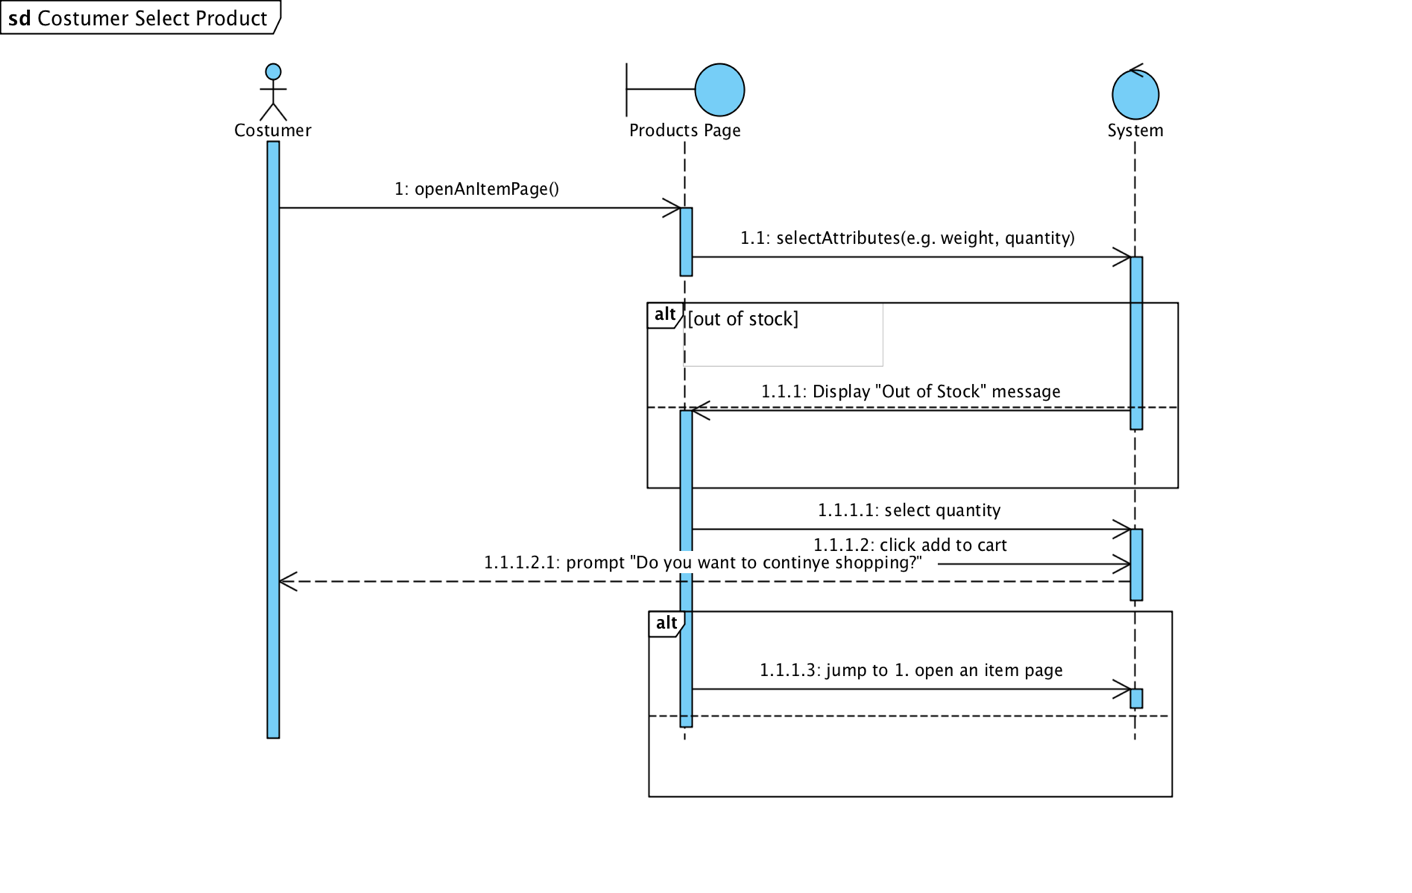 sd Costumer Select Product
Costumer
Products Page
System
1: openAnItemPage()
1.1: selectAttributes(e.g. weight, quantity)
alt
[out of stock]
1.1.1: Display "Out of Stock" message
1.1.1.1: select quantity
1.1.1.2: click add to cart
1.1.1.2.1: prompt "Do you want to continye shopping?"
alt
1.1.1.3: jump to 1. open an item page